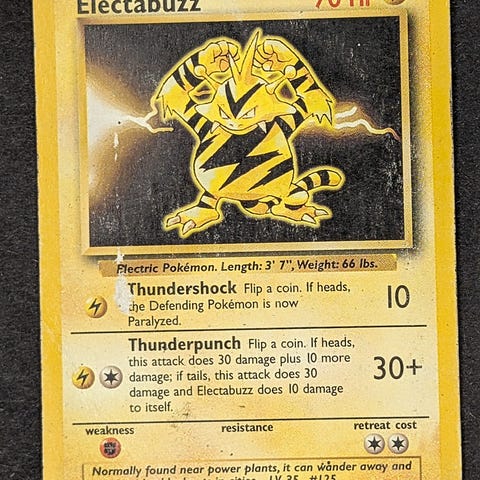 Electabuzz 70 HP
Electric Pokémon. Length: 3' 7", Weight: 66 lbs.
Thundershock Flip a coin. If heads,
the Defending Pokémon is now
Paralyzed.
10
Thunderpunch Flip a coin. If heads,
this attack does 30 damage plus 10 more
damage; if tails, this attack does 30
damage and Electabuzz does 10 damage
to itself.
30+
weakness resistance retreat cost
Normally found near power plants, it can wander away and
in cities. LV. 35 #125